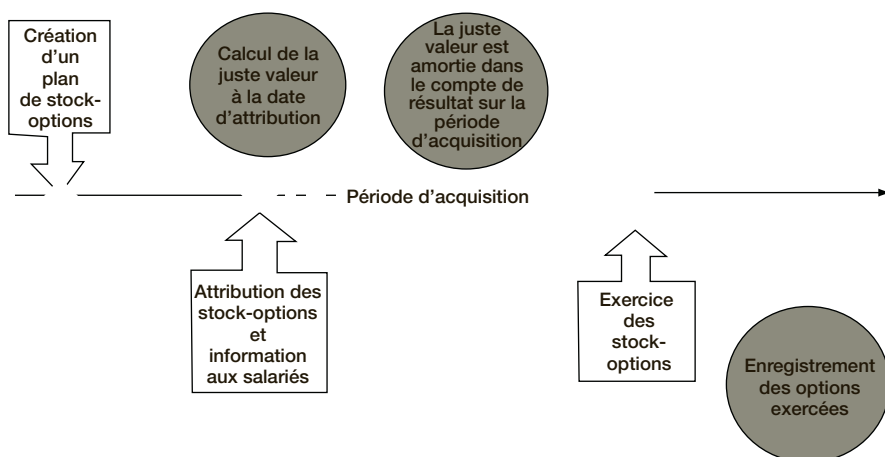 Création
d'un
plan
de stock-
options
Calcul de la
juste valeur
à la date
d'attribution
La juste
valeur est
amortie dans
le compte de
résultat sur la
période
d'acquisition
Période d'acquisition
Attribution des
stock-options
et
information
aux salariés
Exercice
des
stock-
options
Enregistrement
des options
exercées